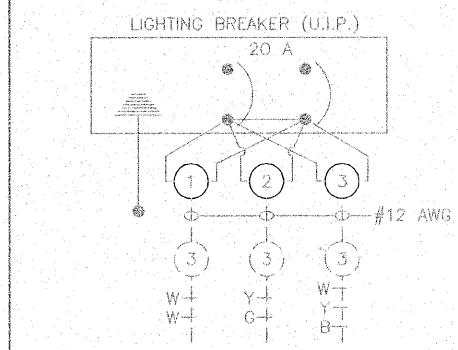 LIGHTING BREAKER (U.I.P.)
20 A
1 2 3
#12 AWG
3 3 3
W Y W
W G Y
B